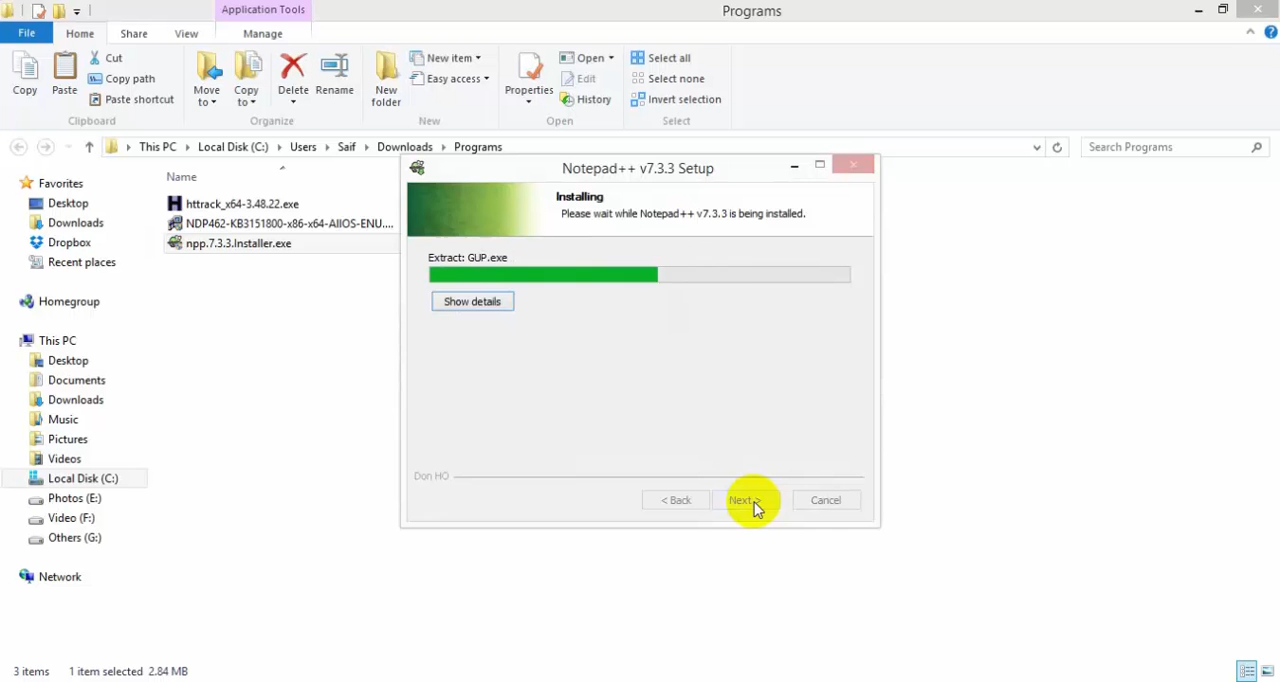 Application Tools
Programs
File
Home
Share
View
Manage
Copy
Paste
Cut
Copy path
Paste shortcut
Clipboard
Move to
Copy to
Delete
Rename
Organize
New folder
New item
Easy access
New
Properties
Open
Edit
History
Open
Select all
Select none
Invert selection
Select
This PC
Local Disk (C:)
Users
Saif
Downloads
Programs
Search Programs
Favorites
Desktop
Downloads
Dropbox
Recent places
Homegroup
This PC
Desktop
Documents
Downloads
Music
Pictures
Videos
Local Disk (C:)
Photos (E:)
Video (F:)
Others (G:)
Network
Name
httrack_x64-3.48.22.exe
NDP462-KB3151800-x86-x64-AllOS-ENU....
npp.7.3.3.Installer.exe
Notepad++ v7.3.3 Setup
Installing
Please wait while Notepad++ v7.3.3 is being installed.
Extract: GUP.exe
Show details
Don HO
< Back
Next >
Cancel
3 items
1 item selected 2.84 MB